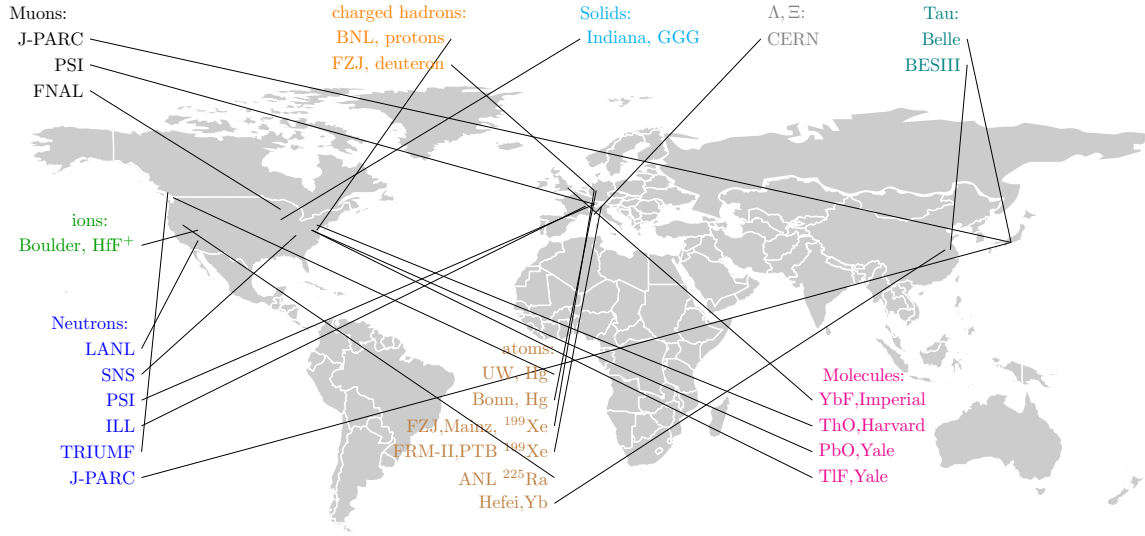 Muons:
J-PARC
PSI
FNAL
charged hadrons:
BNL, protons
FZJ, deuteron
Solids:
Indiana, GGG
Λ, Ξ:
CERN
Tau:
Belle
BESIII
ions:
Boulder, HfF⁺
Neutrons:
LANL
SNS
PSI
ILL
TRIUMF
J-PARC
atoms:
UW, Hg
Bonn, Hg
FZJ,Mainz, ¹⁹⁹Xe
FRM-II,PTB ¹⁹⁹Xe
ANL ²²⁵Ra
Hefei,Yb
Molecules:
YbF,Imperial
ThO,Harvard
PbO,Yale
TlF,Yale